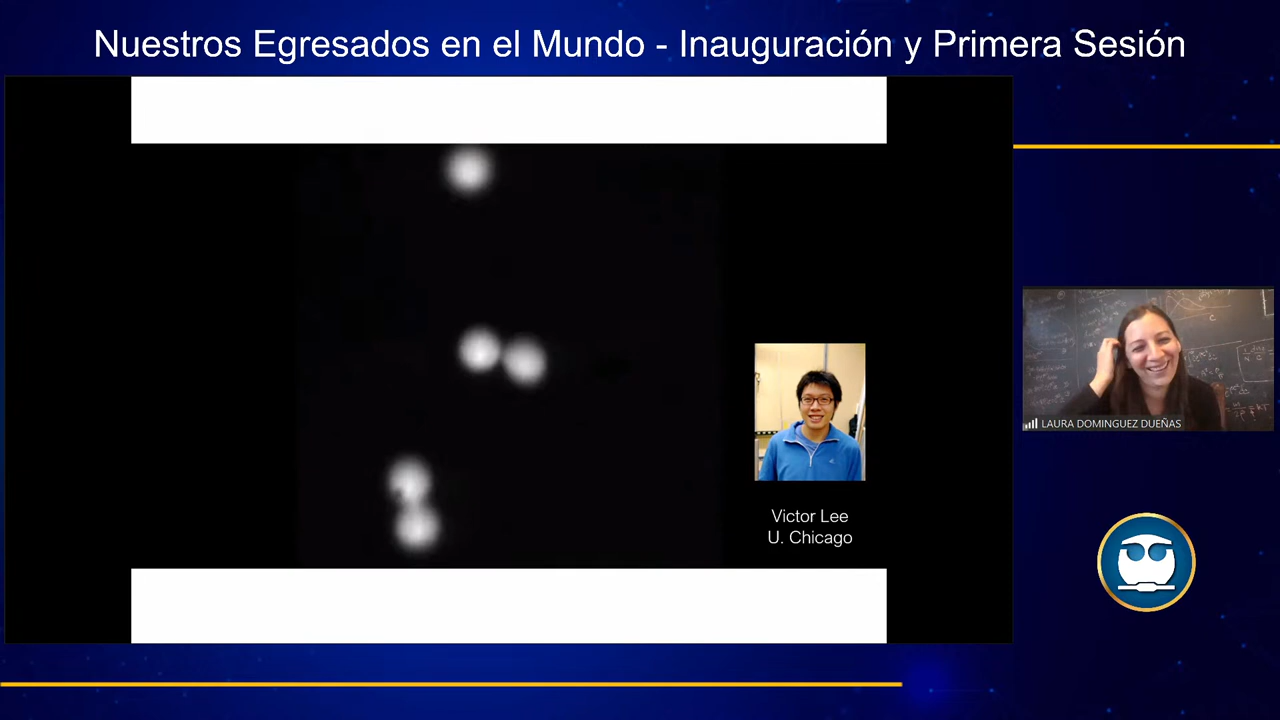 Nuestros Egresados en el Mundo - Inauguración y Primera Sesión
Victor Lee
U. Chicago
LAURA DOMINGUEZ DUEÑAS